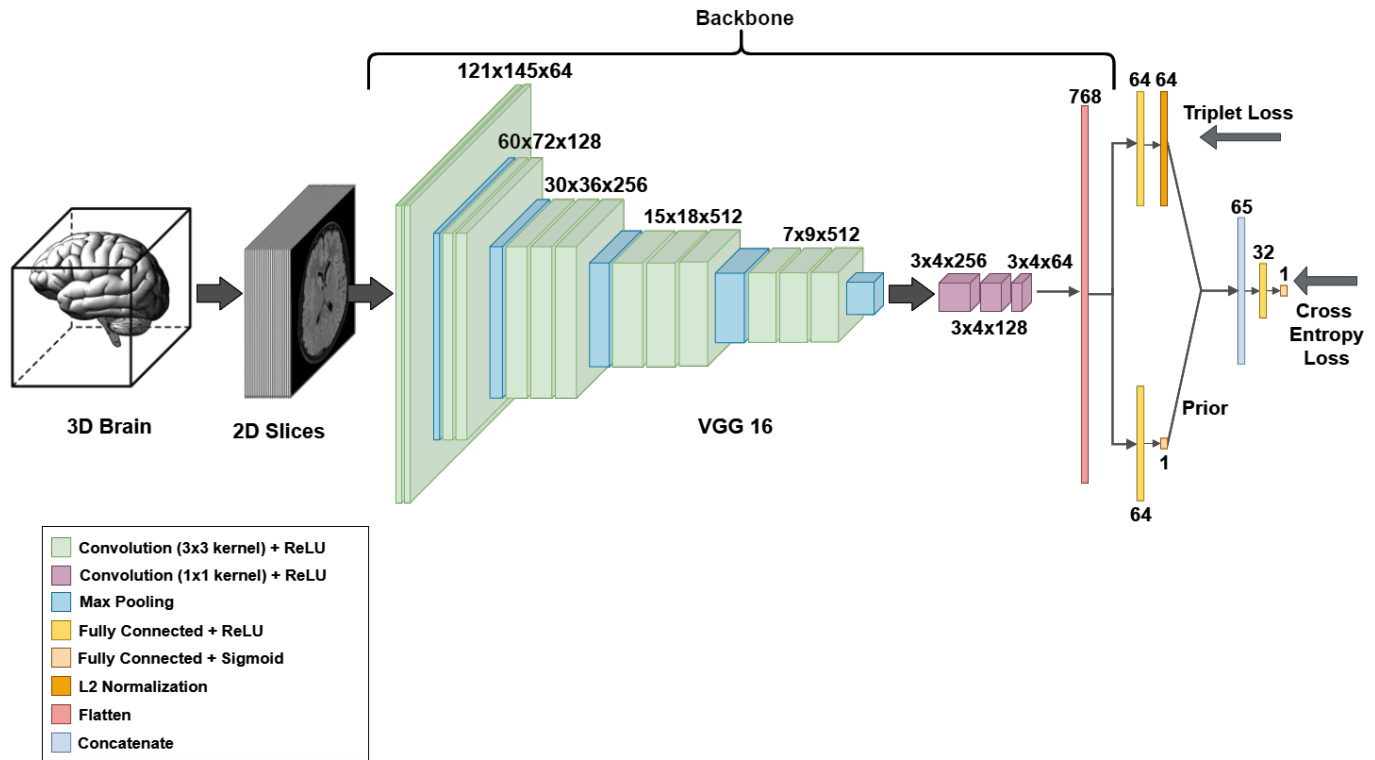 Backbone
121x145x64
60x72x128
30x36x256
15x18x512
7x9x512
3x4x256
3x4x64
3x4x128
768
64
64
Triplet Loss
65
32
1
Cross
Entropy
Loss
Prior
1
64
3D Brain
2D Slices
VGG 16
Convolution (3x3 kernel) + ReLU
Convolution (1x1 kernel) + ReLU
Max Pooling
Fully Connected + ReLU
Fully Connected + Sigmoid
L2 Normalization
Flatten
Concatenate